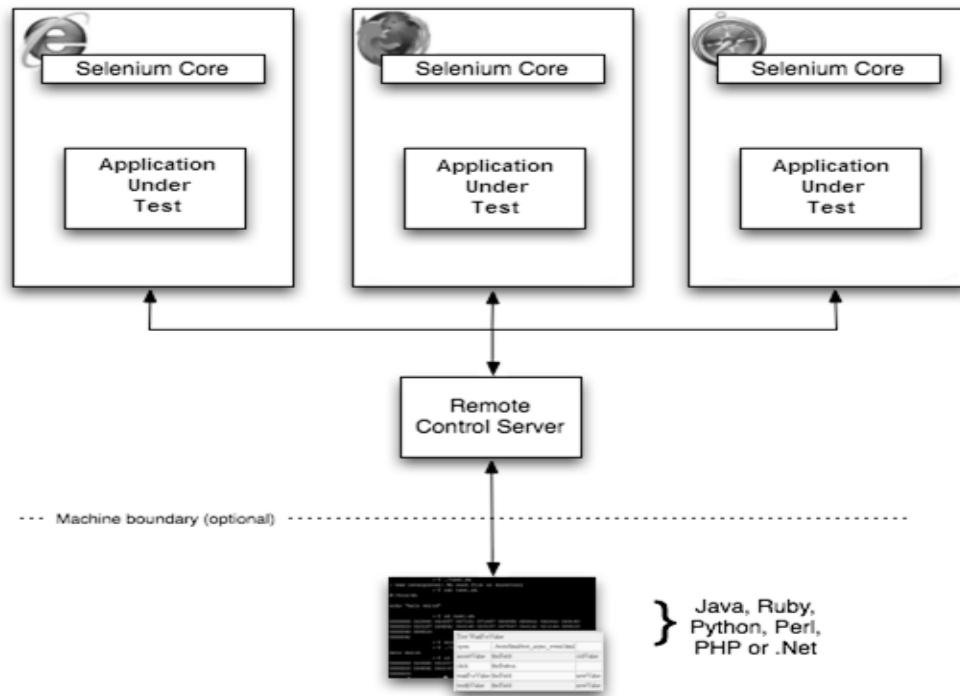 Selenium Core
Application
Under
Test
Selenium Core
Application
Under
Test
Selenium Core
Application
Under
Test
Remote
Control Server
Machine boundary (optional)
Java, Ruby,
Python, Perl,
PHP or .Net